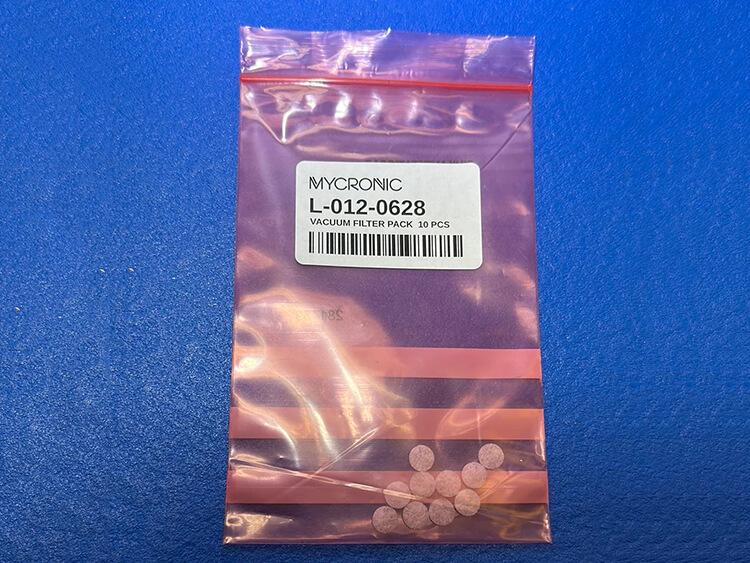 MYCRONIC
L-012-0628
VACUUM FILTER PACK 10 PCS